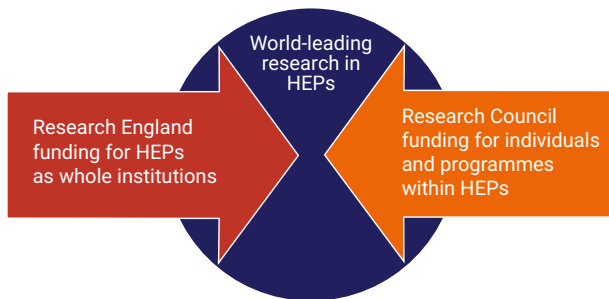 World-leading
research in
HEPs
Research England
funding for HEPs
as whole institutions
Research Council
funding for individuals
and programmes
within HEPs